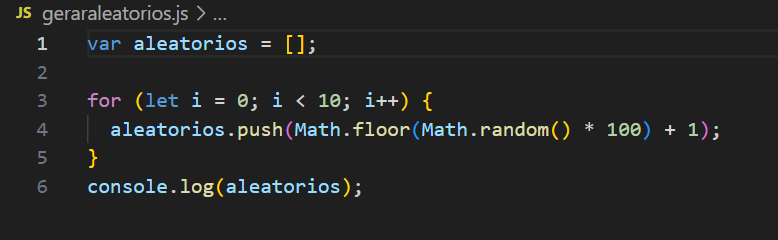 JS geraraleatorios.js > ...
1 var aleatorios = [];
2
3 for (let i = 0; i < 10; i++) {
4   aleatorios.push(Math.floor(Math.random() * 100) + 1);
5 }
6 console.log(aleatorios);